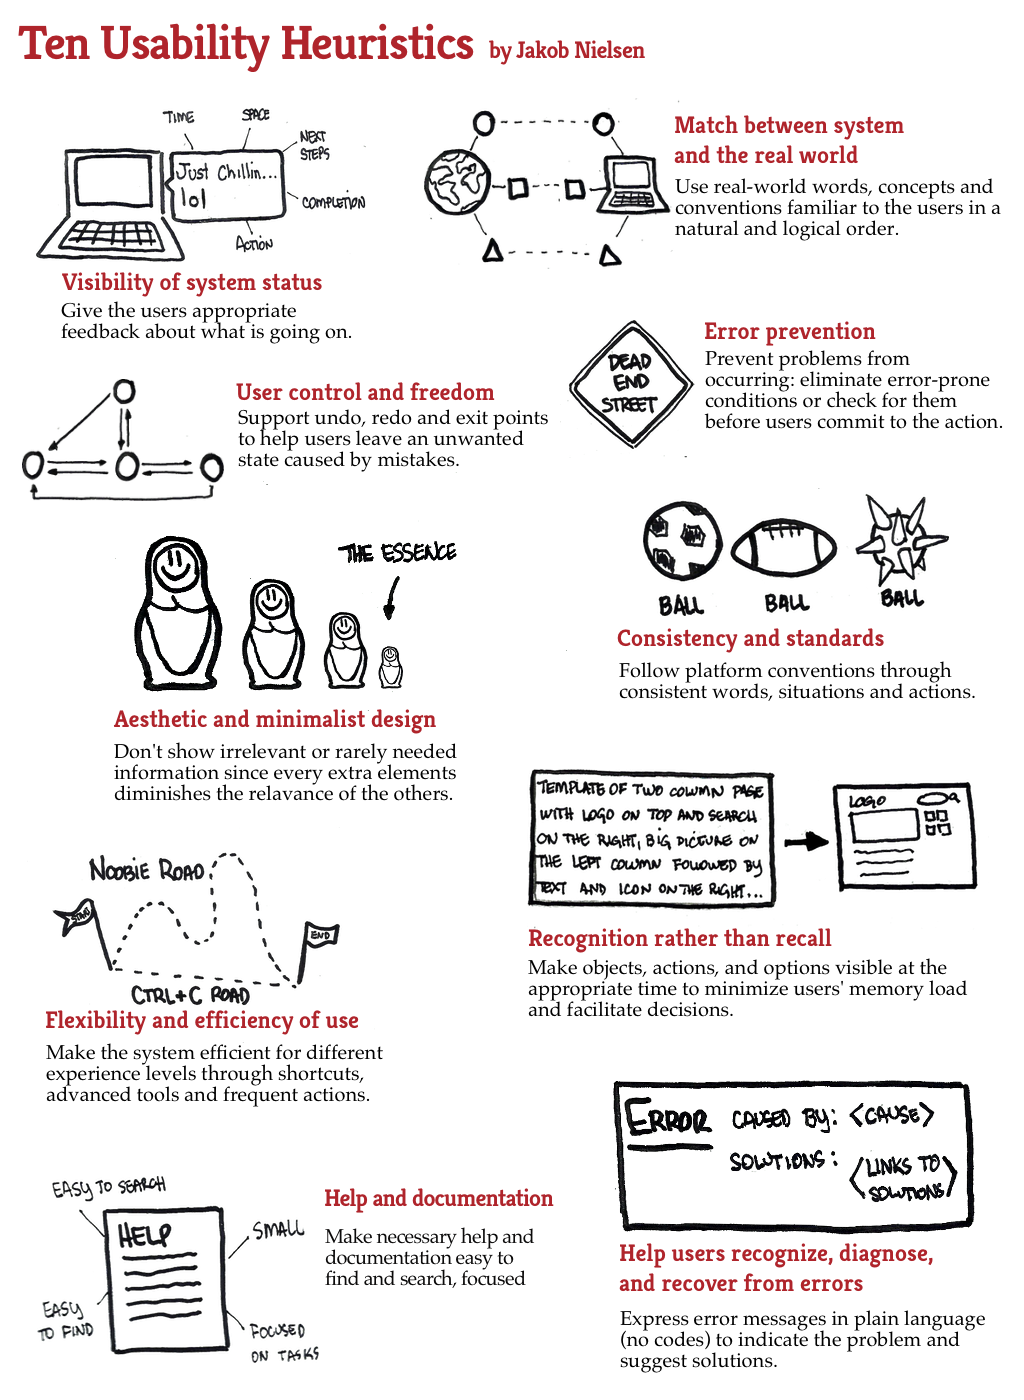 Ten Usability Heuristics by Jakob Nielsen
TIME
SPACE
NEXT
STEPS
Just Chillin...
lol
COMPLETION
ACTION
Visibility of system status
Give the users appropriate
feedback about what is going on.
Match between system
and the real world
Use real-world words, concepts and
conventions familiar to the users in a
natural and logical order.
User control and freedom
Support undo, redo and exit points
to help users leave an unwanted
state caused by mistakes.
DEAD
END
STREET
Error prevention
Prevent problems from
occurring: eliminate error-prone
conditions or check for them
before users commit to the action.
THE ESSENCE
Aesthetic and minimalist design
Don't show irrelevant or rarely needed
information since every extra elements
diminishes the relavance of the others.
BALL
BALL
BALL
Consistency and standards
Follow platform conventions through
consistent words, situations and actions.
TEMPLATE OF TWO COLUMN PAGE
WITH LOGO ON TOP AND SEARCH
ON THE RIGHT, BIG PICTURE ON
THE LEFT COLUMN FOLLOWED BY
TEXT AND ICON ON THE RIGHT...
LOGO
Recognition rather than recall
Make objects, actions, and options visible at the
appropriate time to minimize users' memory load
and facilitate decisions.
NOOBIE ROAD
START
END
CTRL+C ROAD
Flexibility and efficiency of use
Make the system efficient for different
experience levels through shortcuts,
advanced tools and frequent actions.
ERROR
CAUSED BY: <CAUSE>
SOLUTIONS: <LINKS TO
SOLUTIONS>
Help users recognize, diagnose,
and recover from errors
Express error messages in plain language
(no codes) to indicate the problem and
suggest solutions.
EASY TO SEARCH
HELP
SMALL
EASY
TO FIND
FOCUSED
ON TASKS
Help and documentation
Make necessary help and
documentation easy to
find and search, focused